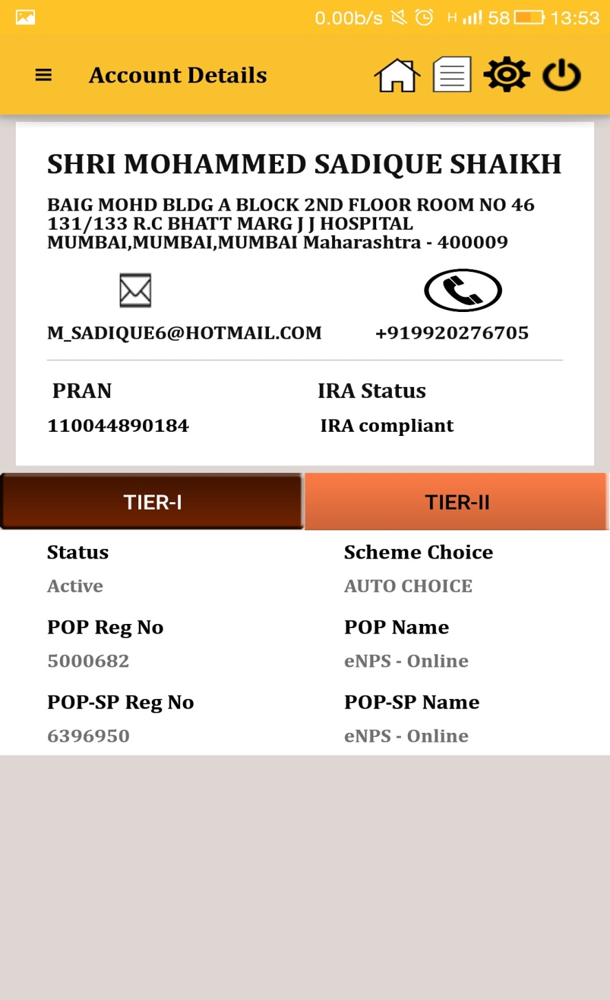 0.00b/s H 58 13:53
Account Details
SHRI MOHAMMED SADIQUE SHAIKH
BAIG MOHD BLDG A BLOCK 2ND FLOOR ROOM NO 46
131/133 R.C BHATT MARG J J HOSPITAL
MUMBAI,MUMBAI,MUMBAI Maharashtra - 400009
M_SADIQUE6@HOTMAIL.COM +919920276705
PRAN IRA Status
110044890184 IRA compliant
TIER-I TIER-II
Status Scheme Choice
Active AUTO CHOICE
POP Reg No POP Name
5000682 eNPS - Online
POP-SP Reg No POP-SP Name
6396950 eNPS - Online